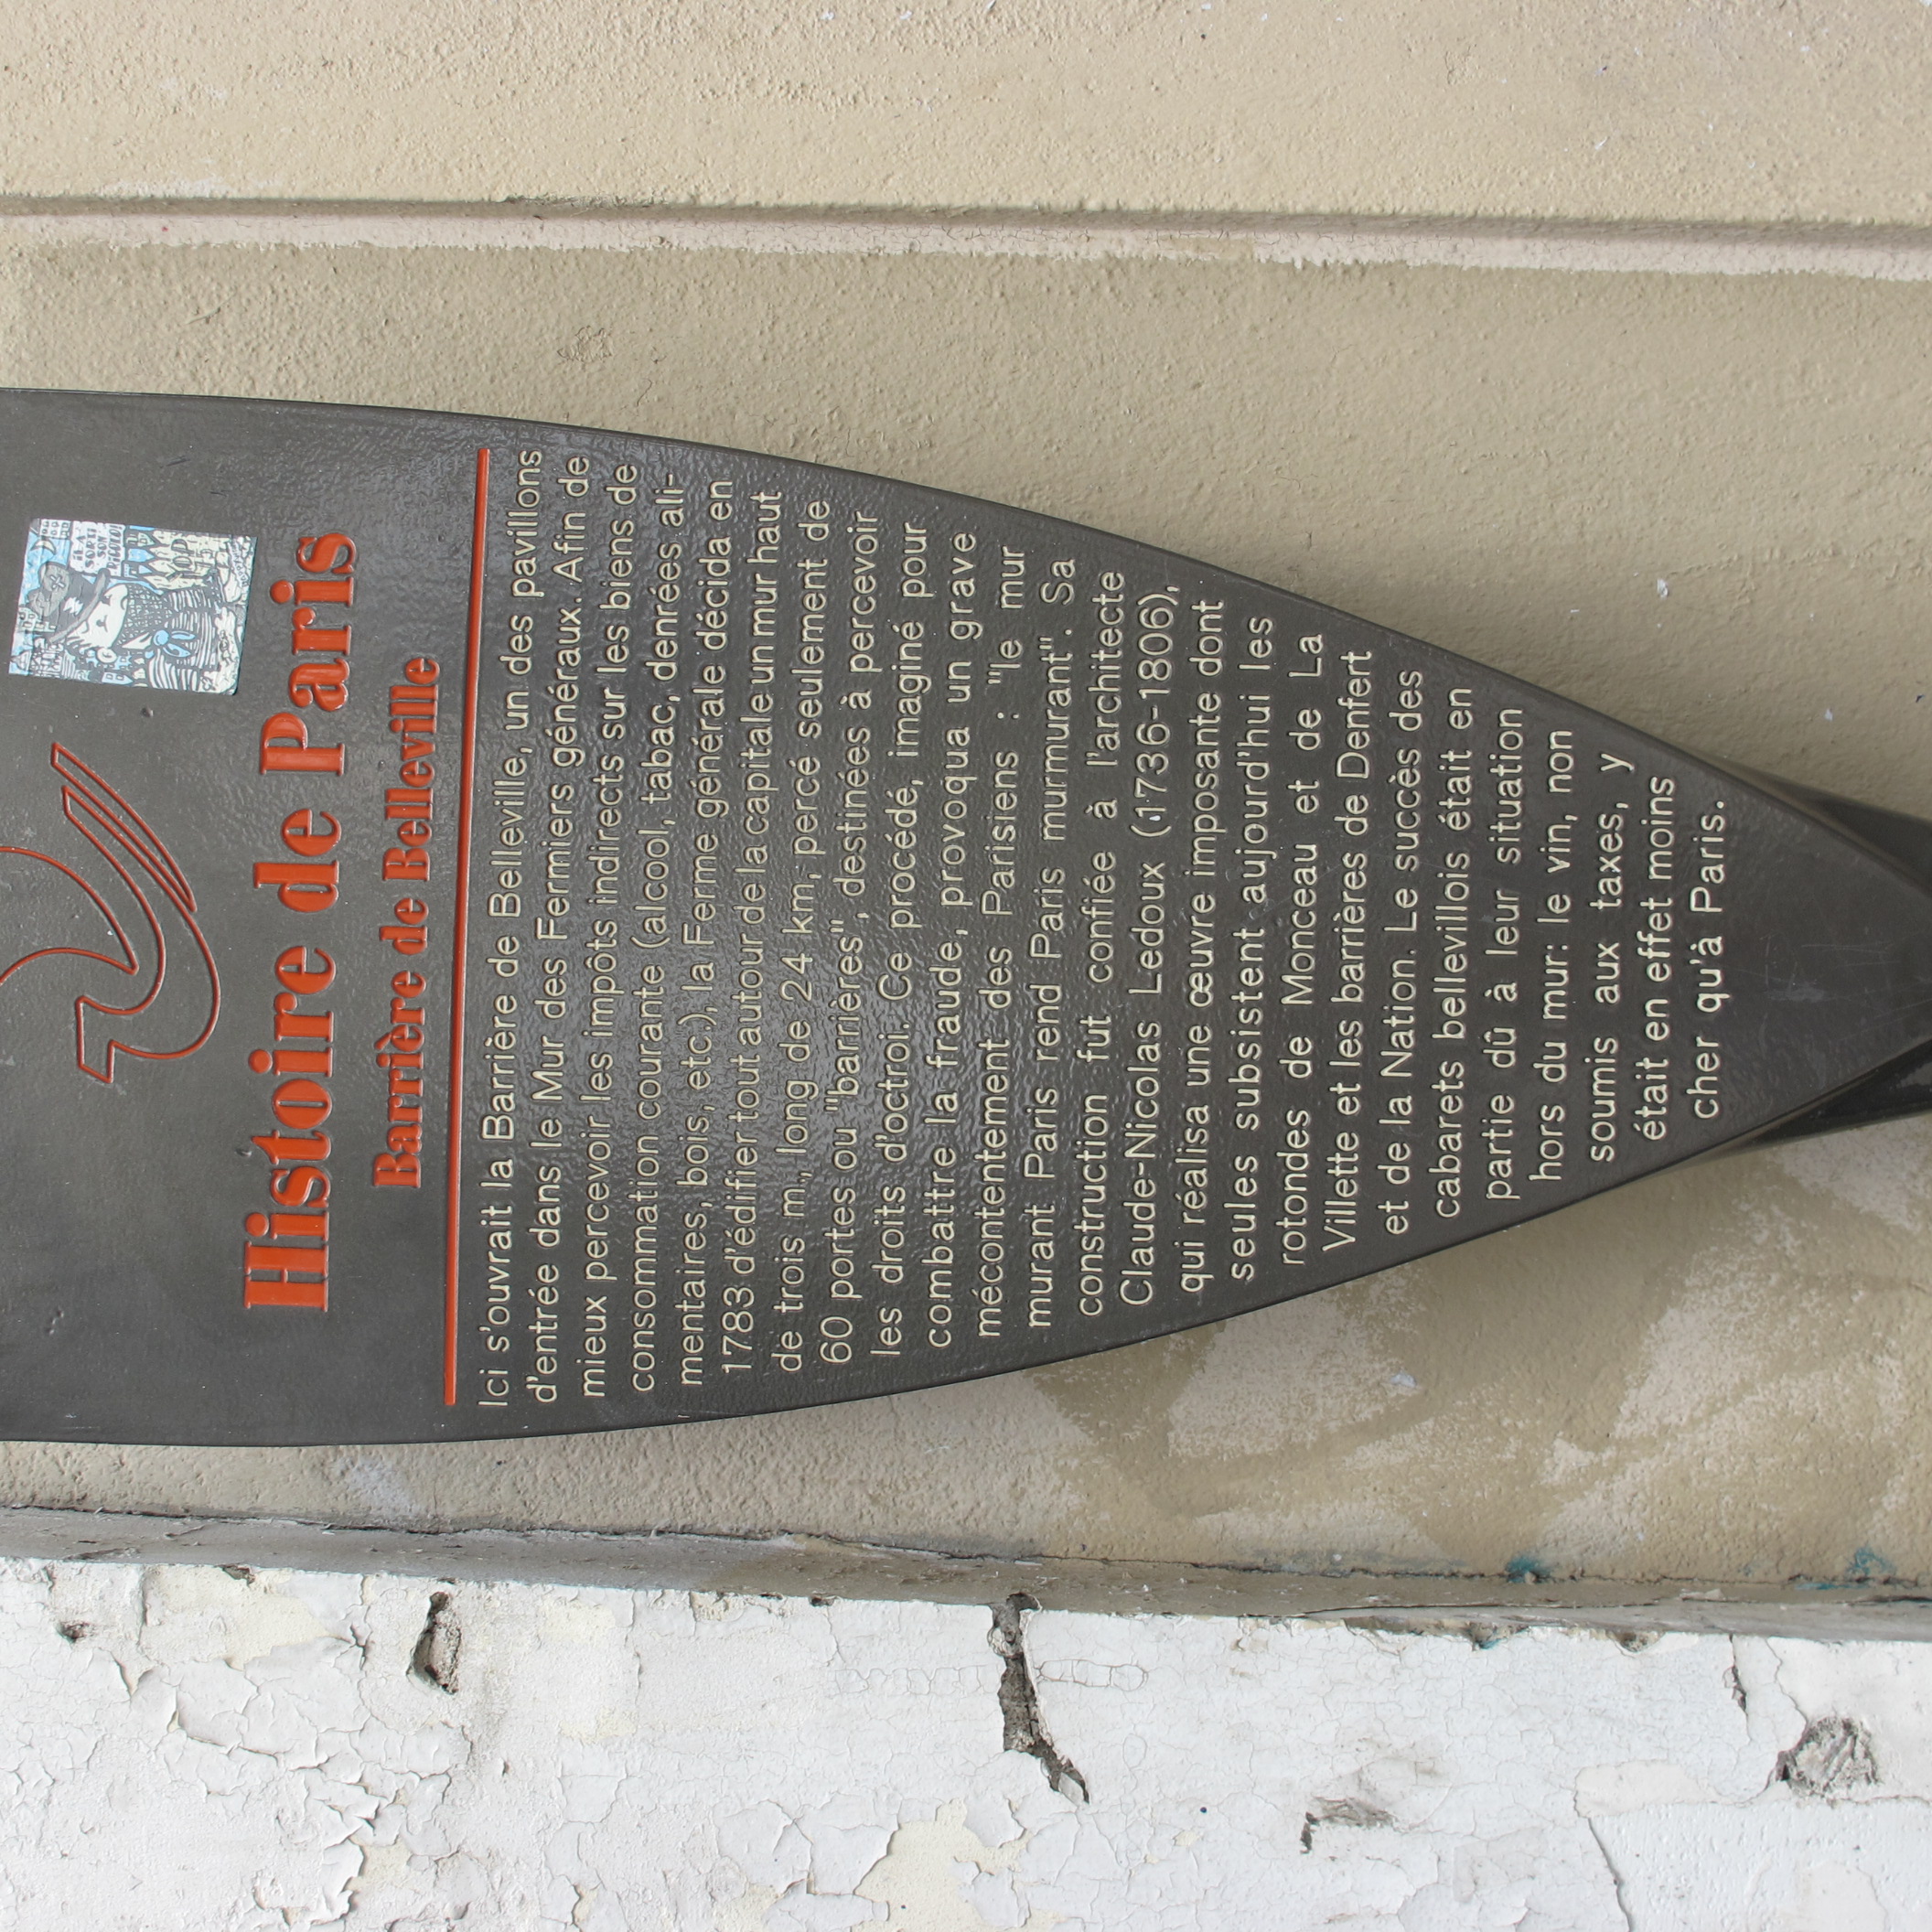 Histoire de Paris
Barrière de Belleville
Ici s'ouvrait la Barrière de Belleville, un des pavillons
d'entrée dans le Mur des Fermiers généraux. Afin de
mieux percevoir les impôts indirects sur les biens de
consommation courante (alcool, tabac, denrées ali-
mentaires, bois, etc.), la Ferme générale décida en
1783 d'édifier tout autour de la capitale un mur haut
de trois m., long de 24 km, percé seulement de
60 portes ou "barrières", destinées à percevoir
les droits d'octroi. Ce procédé, imaginé pour
combattre la fraude, provoqua un grave
mécontentement des Parisiens : "le mur
murant Paris rend Paris murmurant". Sa
construction fut confiée à l'architecte
Claude-Nicolas Ledoux (1736-1806),
qui réalisa une œuvre imposante dont
seules subsistent aujourd'hui les
rotondes de Monceau et de La
Villette et les barrières de Denfert
et de la Nation. Le succès des
cabarets bellevillois était en
partie dû à leur situation
hors du mur: le vin, non
soumis aux taxes, y
était en effet moins
cher qu'à Paris.
IL A
SORTI
SON